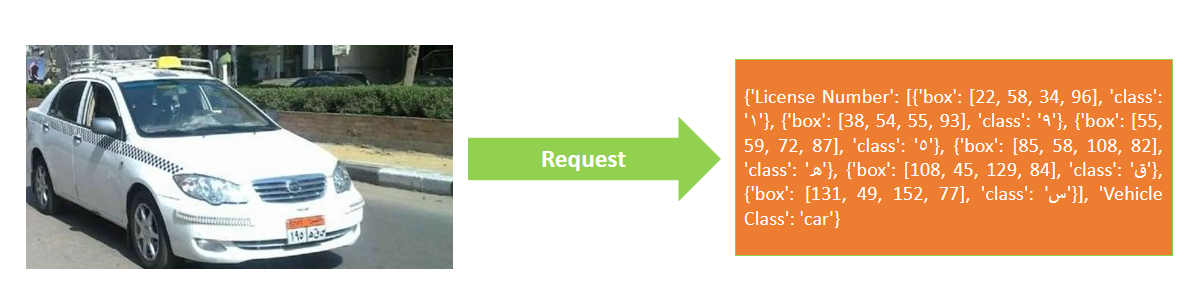 ١٩٥ س ق ه
Request
{'License Number': [{'box': [22, 58, 34, 96], 'class':
'١'}, {'box': [38, 54, 55, 93], 'class': '٩'}, {'box': [55,
59, 72, 87], 'class': '٥'}, {'box': [85, 58, 108, 82],
'class': 'ه'}, {'box': [108, 45, 129, 84], 'class': 'ق'},
{'box': [131, 49, 152, 77], 'class': 'س'}], 'Vehicle
Class': 'car'}